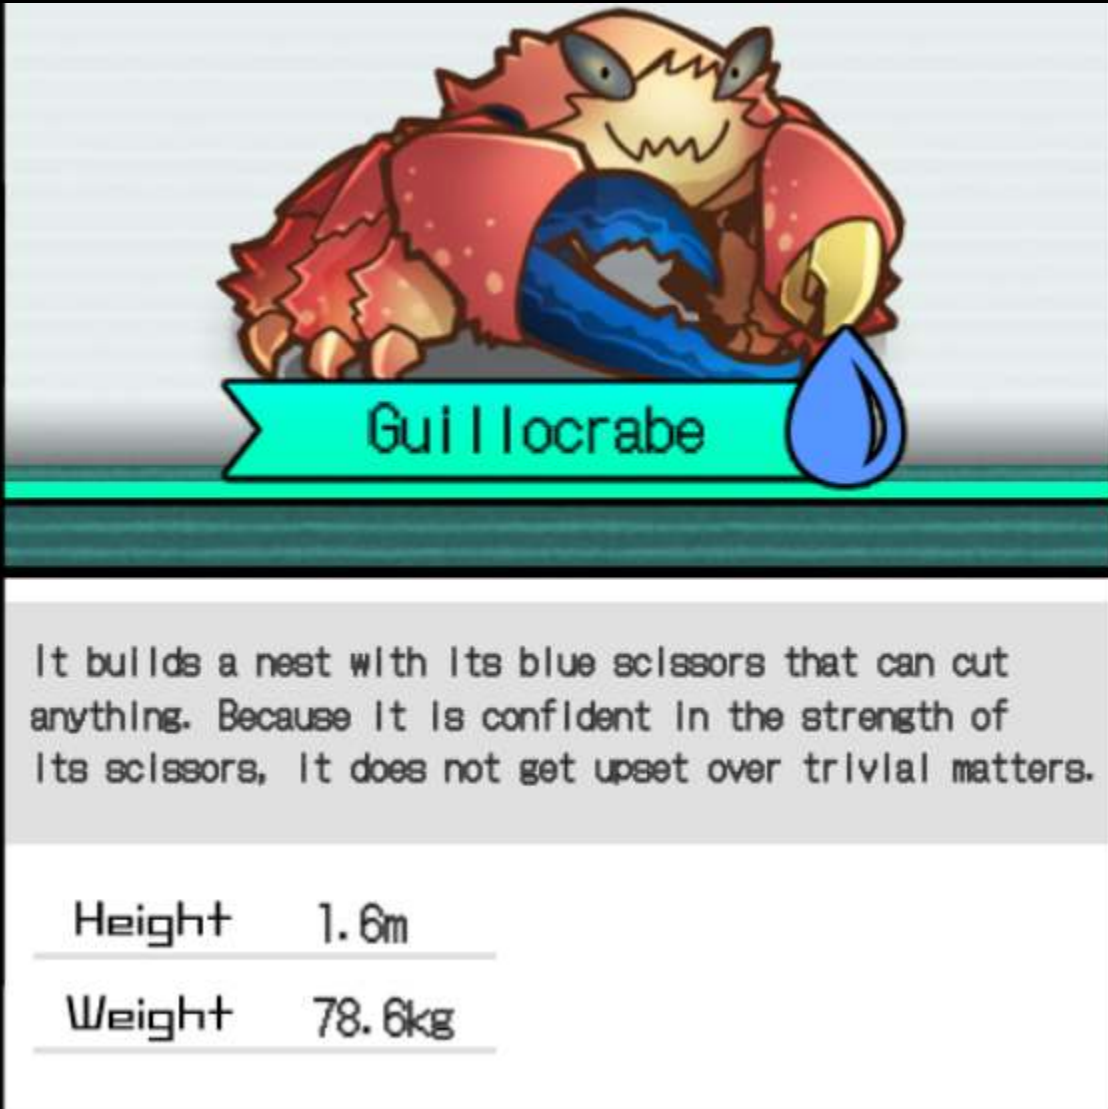 Guillocrabe
It builds a nest with its blue scissors that can cut
anything. Because it is confident in the strength of
its scissors, it does not get upset over trivial matters.
Height 1.6m
Weight 78.6kg